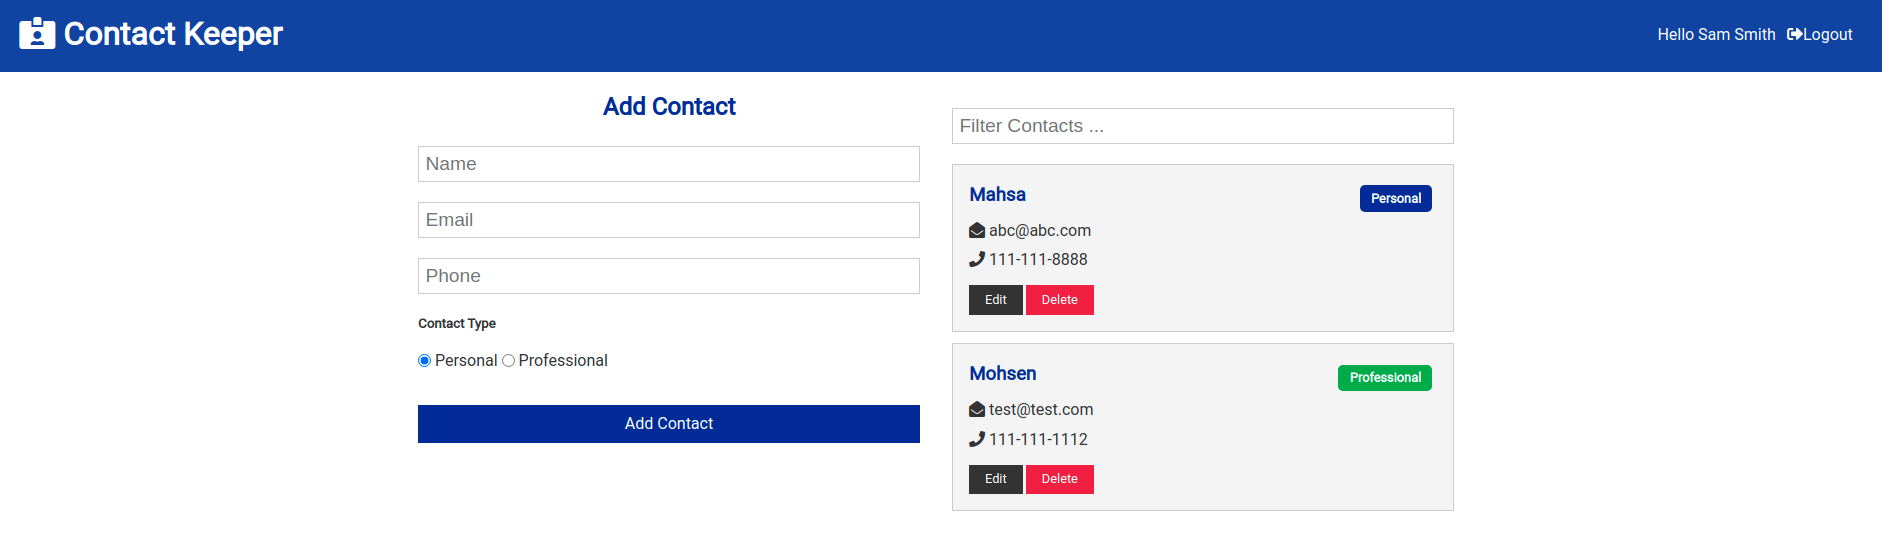 Contact Keeper
Hello Sam Smith Logout
Add Contact
Name
Email
Phone
Contact Type
Personal Professional
Add Contact
Filter Contacts ...
Mahsa
Personal
abc@abc.com
111-111-8888
Edit Delete
Mohsen
Professional
test@test.com
111-111-1112
Edit Delete